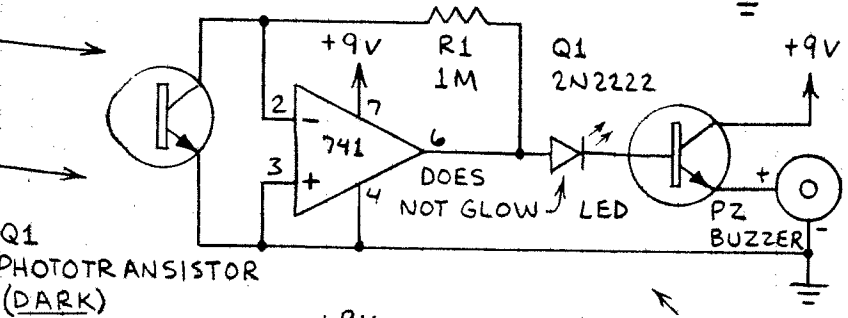 +9V
R1
1M
Q1
2N2222
+9V
2
-
7
741
6
3
+
4
DOES
NOT GLOW
LED
+
-
PZ
BUZZER
Q1
PHOTOTRANSISTOR
(DARK)